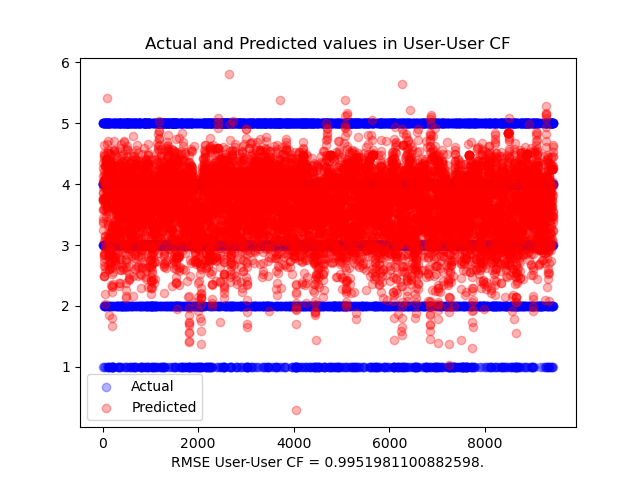 Actual and Predicted values in User-User CF
6
5
4
3
2
1
Actual
Predicted
0
2000
4000
6000
8000
RMSE User-User CF = 0.9951981100882598.